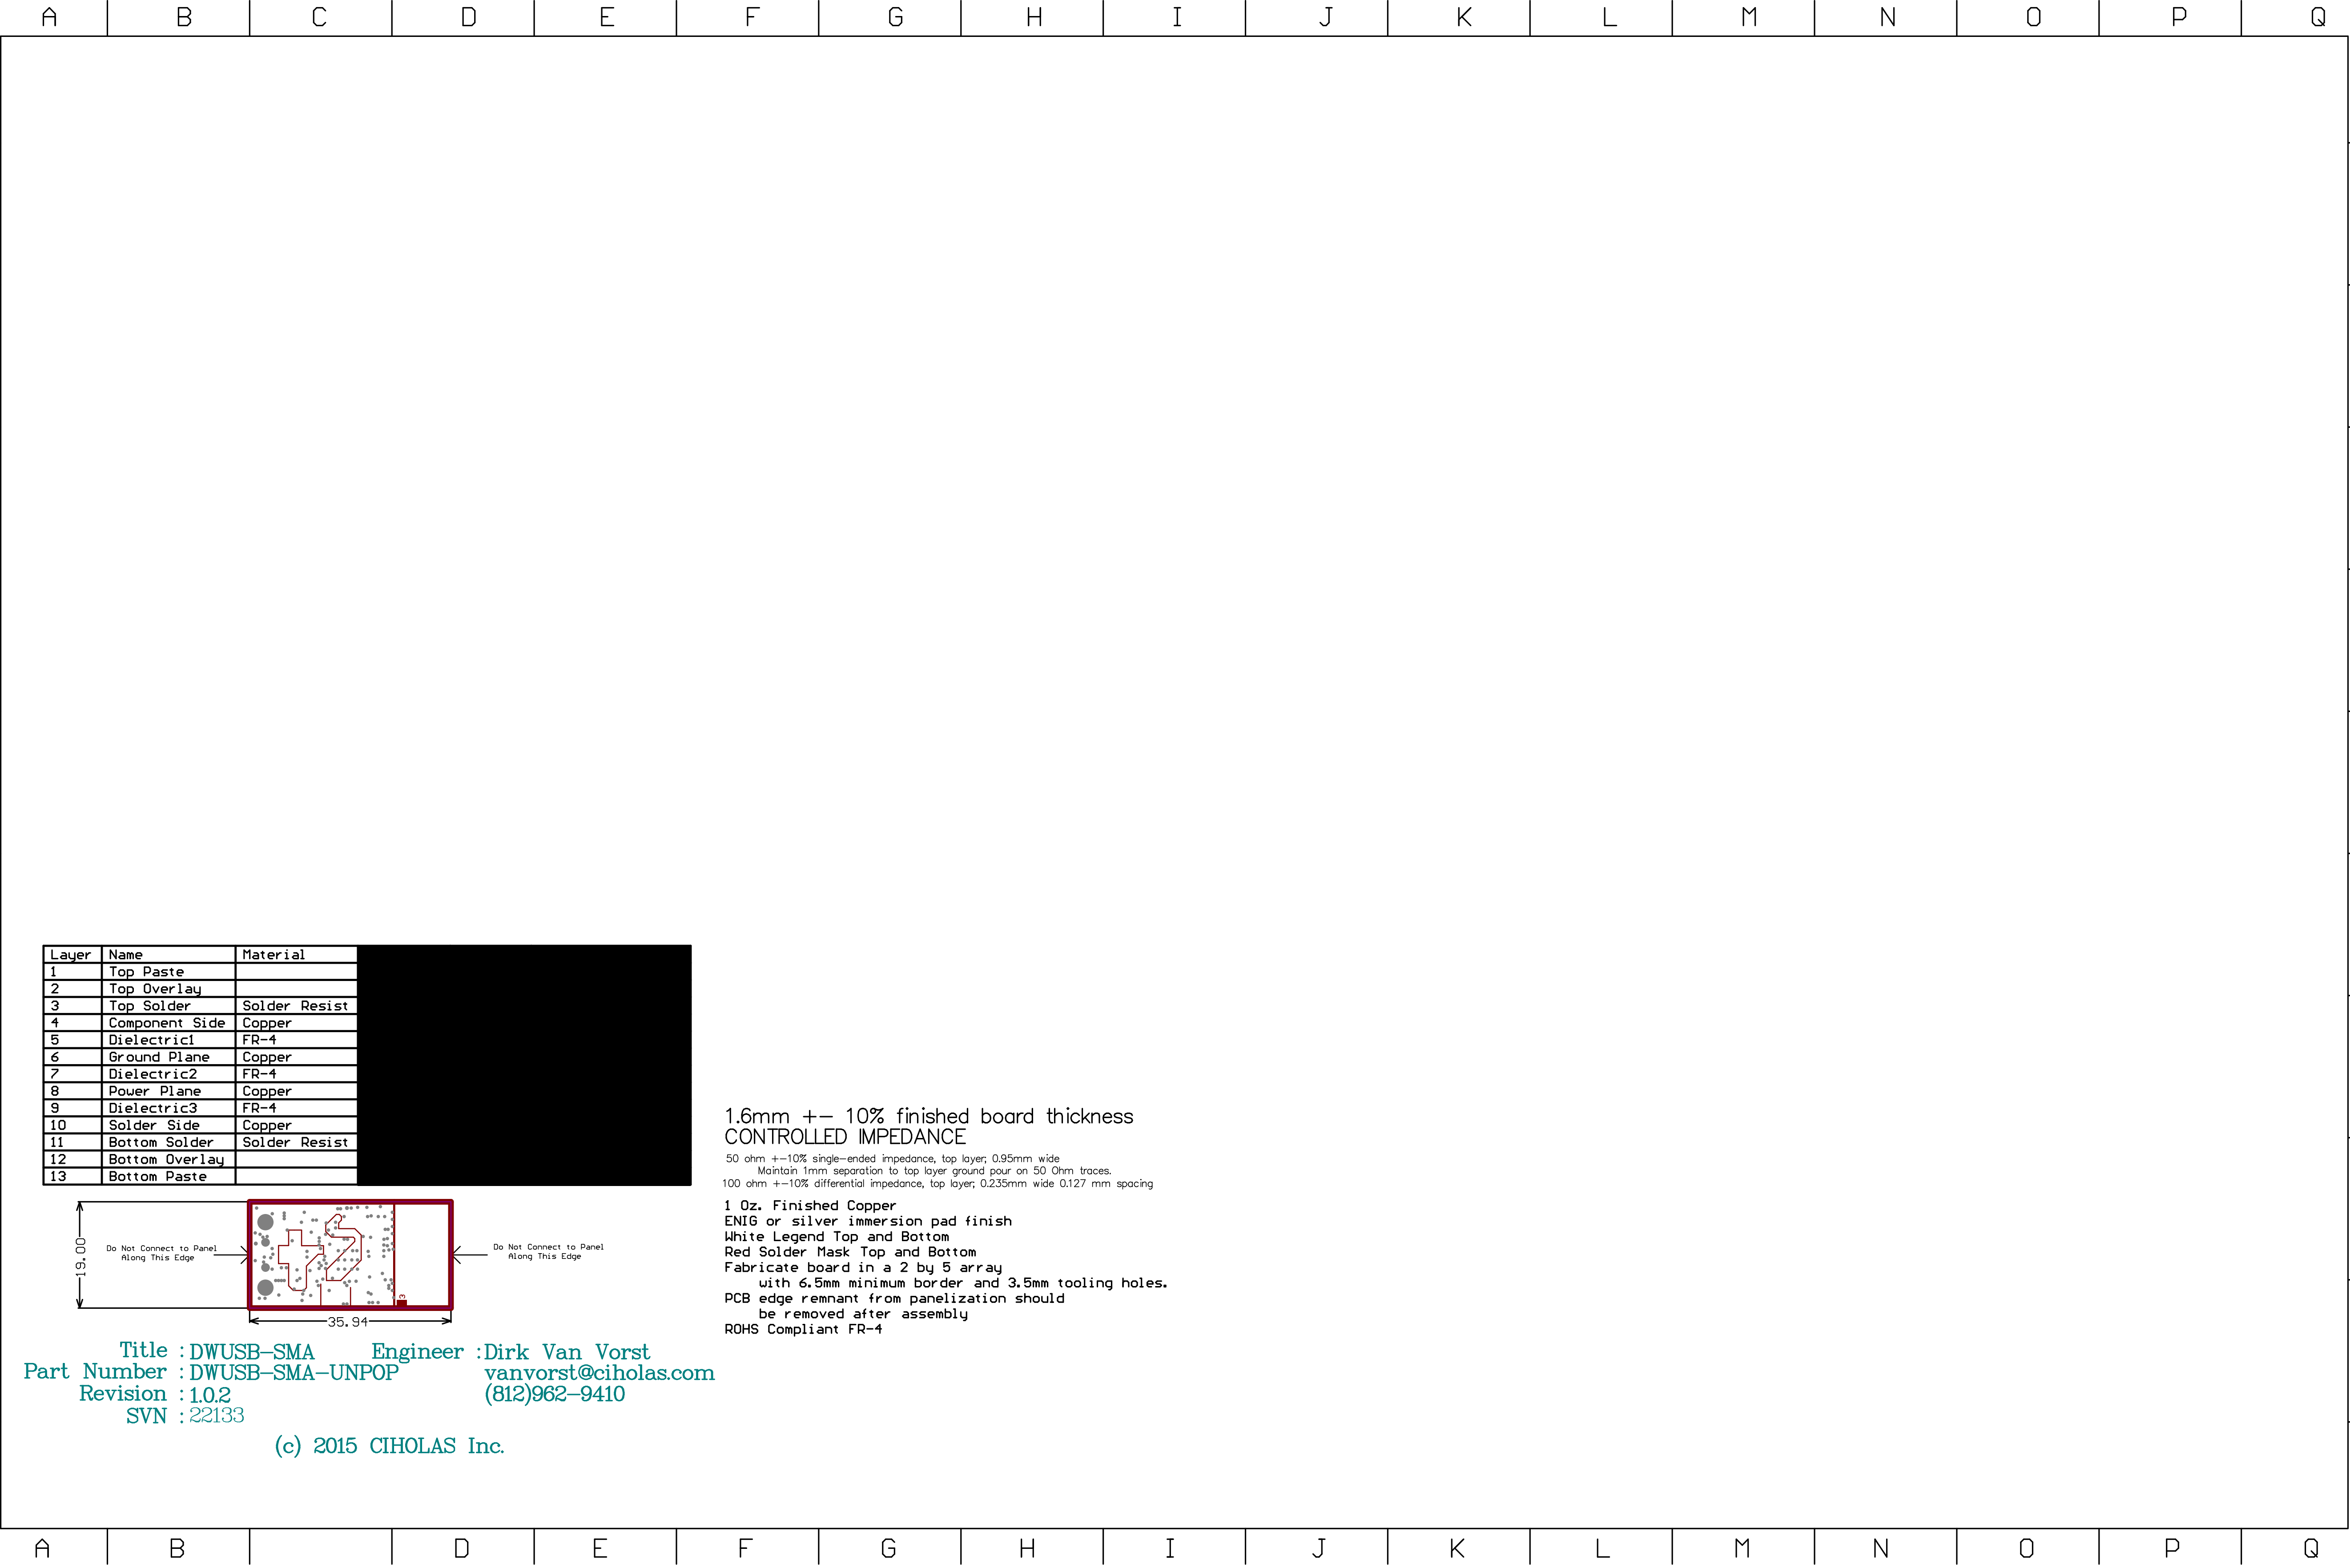 A B C D E F G H I J K L M N O P Q
Layer Name Material
1 Top Paste
2 Top Overlay
3 Top Solder Solder Resist
4 Component Side Copper
5 Dielectric1 FR-4
6 Ground Plane Copper
7 Dielectric2 FR-4
8 Power Plane Copper
9 Dielectric3 FR-4
10 Solder Side Copper
11 Bottom Solder Solder Resist
12 Bottom Overlay
13 Bottom Paste
1.6mm +- 10% finished board thickness
CONTROLLED IMPEDANCE
50 ohm +-10% single-ended impedance, top layer; 0.95mm wide
Maintain 1mm separation to top layer ground pour on 50 Ohm traces.
100 ohm +-10% differential impedance, top layer; 0.235mm wide 0.127 mm spacing
1 Oz. Finished Copper
ENIG or silver immersion pad finish
White Legend Top and Bottom
Red Solder Mask Top and Bottom
Fabricate board in a 2 by 5 array
with 6.5mm minimum border and 3.5mm tooling holes.
PCB edge remnant from panelization should
be removed after assembly
ROHS Compliant FR-4
19.00
Do Not Connect to Panel
Along This Edge
3
Do Not Connect to Panel
Along This Edge
35.94
Title : DWUSB-SMA Engineer : Dirk Van Vorst
Part Number : DWUSB-SMA-UNPOP vanvorst@ciholas.com
Revision : 1.0.2 (812)962-9410
SVN : 22133
(c) 2015 CIHOLAS Inc.
A B D E F G H I J K L M N O P Q